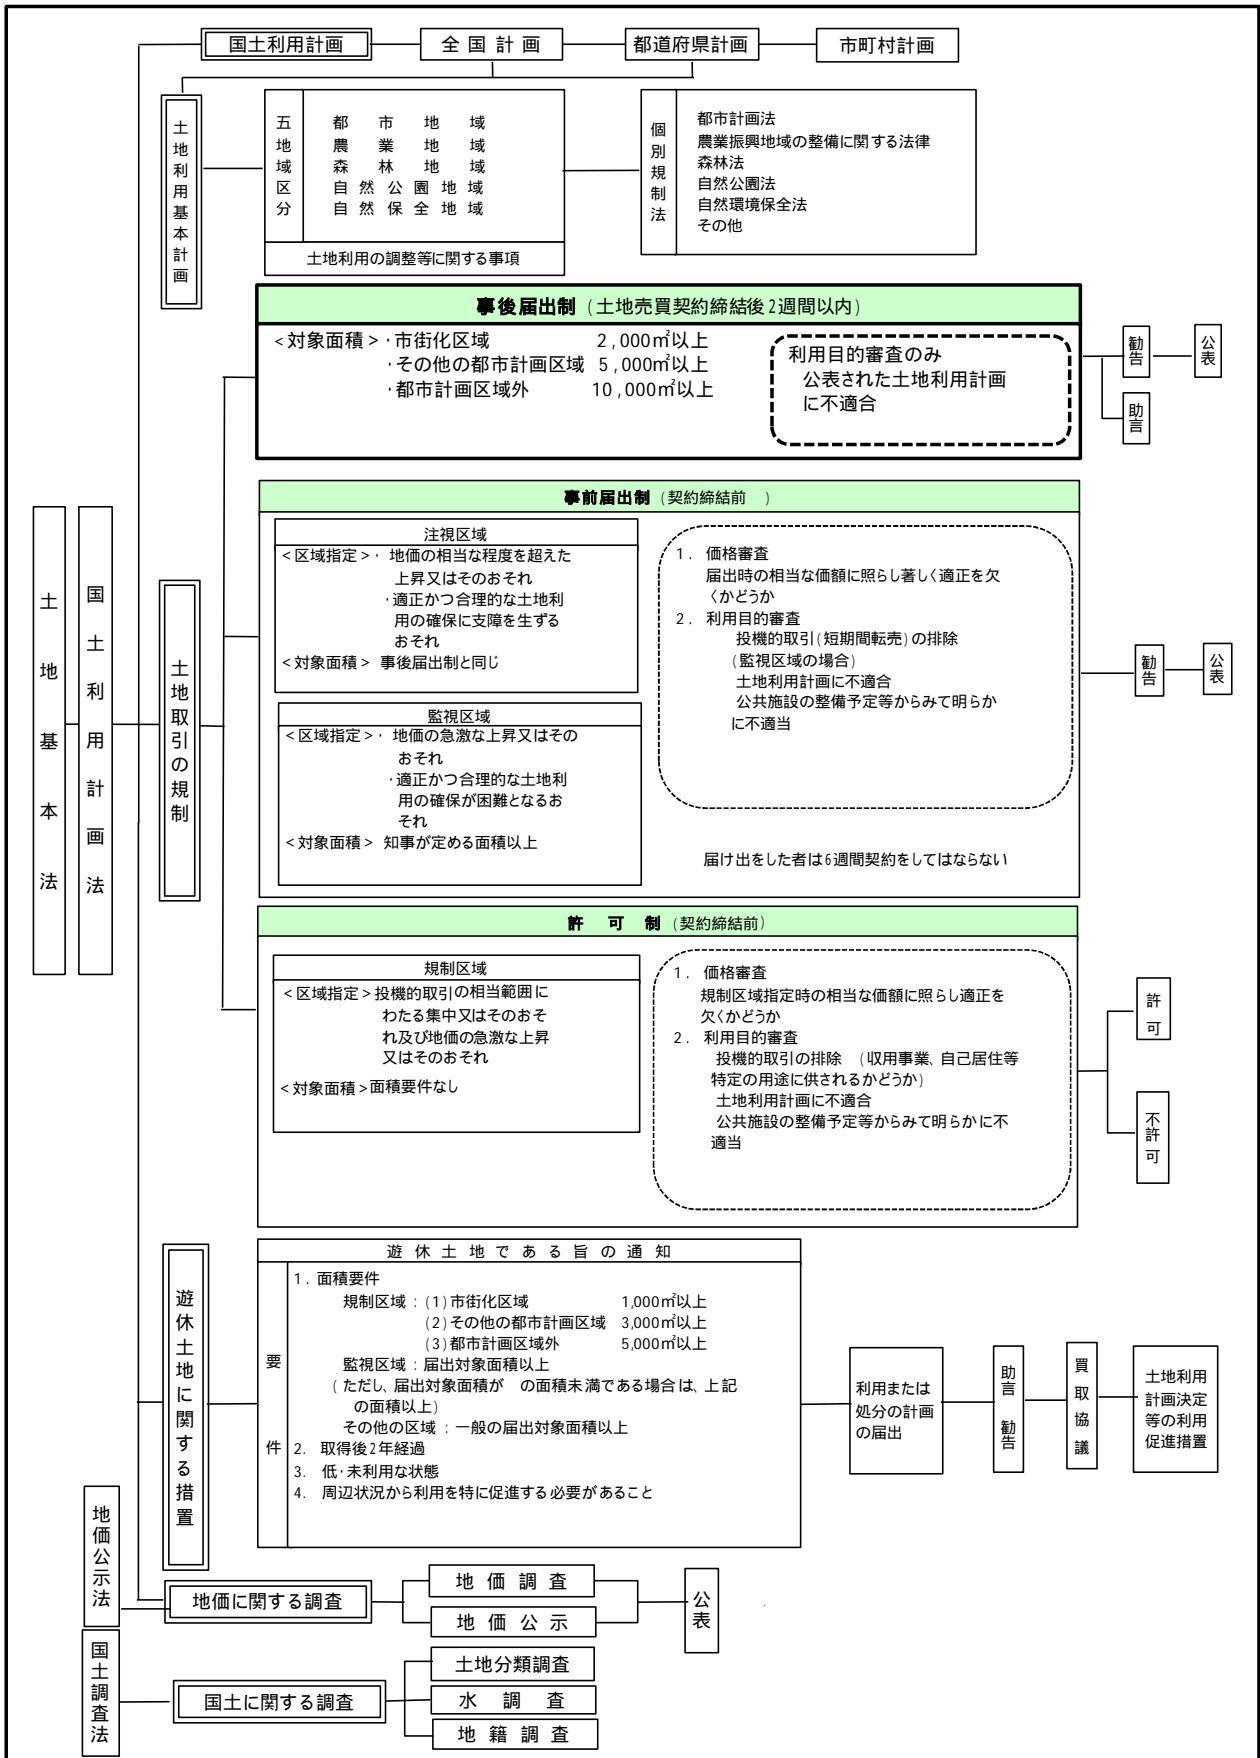 国土利用計画
全国計画
都道府県計画
市町村計画
土地利用基本計画
五地域区分
都市地域
農業地域
森林地域
自然公園地域
自然保全地域
土地利用の調整等に関する事項
個別規制法
都市計画法
農業振興地域の整備に関する法律
森林法
自然公園法
自然環境保全法
その他
事後届出制（土地売買契約締結後2週間以内）
<対象面積>・市街化区域 2,000㎡以上
・その他の都市計画区域 5,000㎡以上
・都市計画区域外 10,000㎡以上
利用目的審査のみ
公表された土地利用計画
に不適合
勧告
公表
助言
土地基本法
国土利用計画法
土地取引の規制
事前届出制（契約締結前　）
注視区域
<区域指定>・地価の相当な程度を超えた
上昇又はそのおそれ
・適正かつ合理的な土地利
用の確保に支障を生ずる
おそれ
<対象面積> 事後届出制と同じ
監視区域
<区域指定>・地価の急激な上昇又はその
おそれ
・適正かつ合理的な土地利
用の確保が困難となるお
それ
<対象面積> 知事が定める面積以上
1. 価格審査
届出時の相当な価額に照らし著しく適正を欠
くかどうか
2. 利用目的審査
投機的取引(短期間転売)の排除
(監視区域の場合)
土地利用計画に不適合
公共施設の整備予定等からみて明らか
に不適当
届け出をした者は6週間契約をしてはならない
勧告
公表
許可制（契約締結前）
規制区域
<区域指定>投機的取引の相当範囲に
わたる集中又はそのおそ
れ及び地価の急激な上昇
又はそのおそれ
<対象面積>面積要件なし
1. 価格審査
規制区域指定時の相当な価額に照らし適正を
欠くかどうか
2. 利用目的審査
投機的取引の排除　(収用事業、自己居住等
特定の用途に供されるかどうか)
土地利用計画に不適合
公共施設の整備予定等からみて明らかに不
適当
許可
不許可
遊休土地に関する措置
遊休土地である旨の通知
要件
1. 面積要件
規制区域：(1)市街化区域 1,000㎡以上
(2)その他の都市計画区域 3,000㎡以上
(3)都市計画区域外 5,000㎡以上
監視区域：届出対象面積以上
(ただし、届出対象面積が　の面積未満である場合は、上記
の面積以上)
その他の区域：一般の届出対象面積以上
2. 取得後2年経過
3. 低・未利用な状態
4. 周辺状況から利用を特に促進する必要があること
利用または
処分の計画
の届出
助言
勧告
買取協議
土地利用
計画決定
等の利用
促進措置
地価公示法
地価に関する調査
地価調査
地価公示
公表
国土調査法
国土に関する調査
土地分類調査
水調査
地籍調査